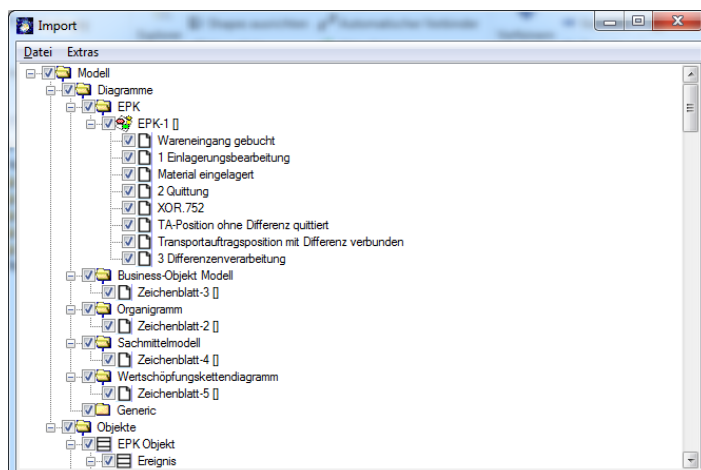 Import
Datei Extras
Modell
Diagramme
EPK
EPK-1 []
Wareneingang gebucht
1 Einlagerungsbearbeitung
Material eingelagert
2 Quittung
XOR.752
TA-Position ohne Differenz quittiert
Transportauftragsposition mit Differenz verbunden
3 Differenzenverarbeitung
Business-Objekt Modell
Zeichenblatt-3 []
Organigramm
Zeichenblatt-2 []
Sachmittelmodell
Zeichenblatt-4 []
Wertschöpfungskettendiagramm
Zeichenblatt-5 []
Generic
Objekte
EPK Objekt
Ereignis